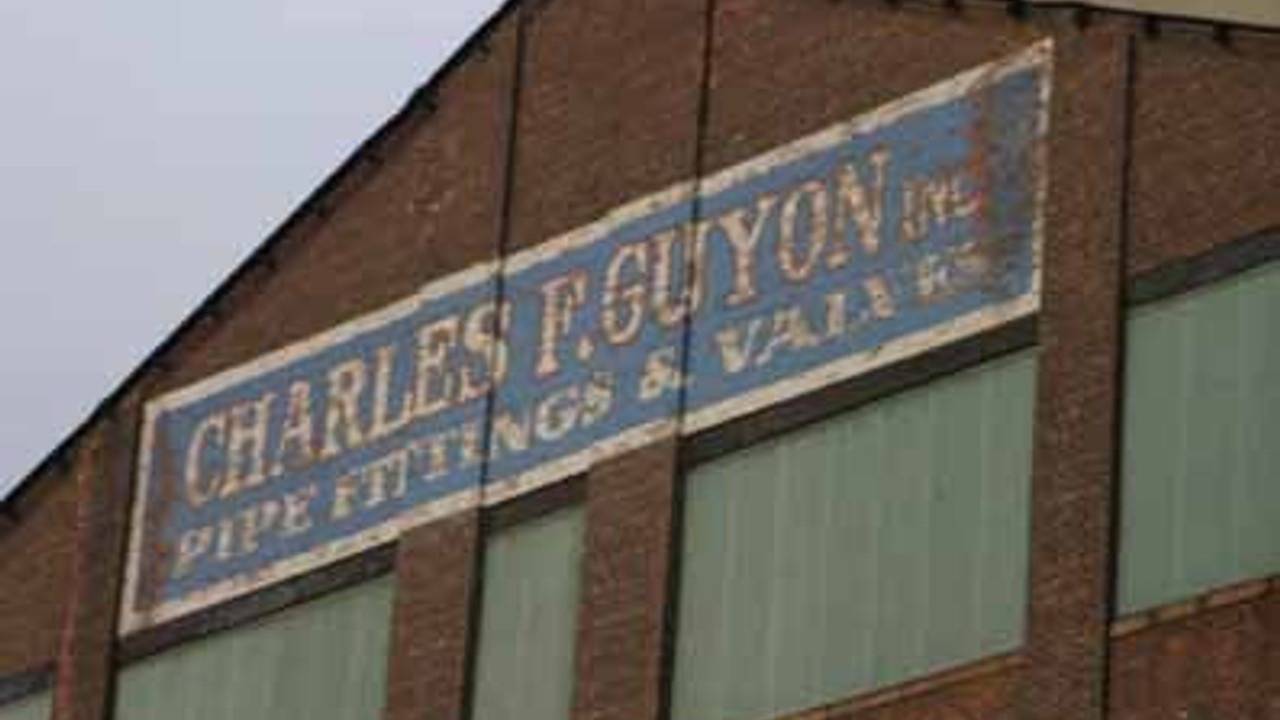 CHARLES F. GUYON INC
PIPE FITTINGS & VALVES